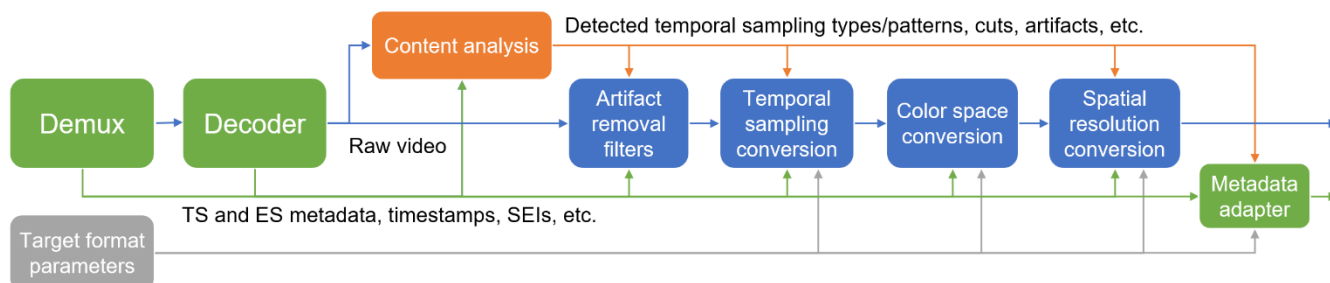 Detected temporal sampling types/patterns, cuts, artifacts, etc.
Content analysis
Demux
Decoder
Raw video
Artifact
removal
filters
Temporal
sampling
conversion
Color space
conversion
Spatial
resolution
conversion
Metadata
adapter
TS and ES metadata, timestamps, SEIs, etc.
Target format
parameters